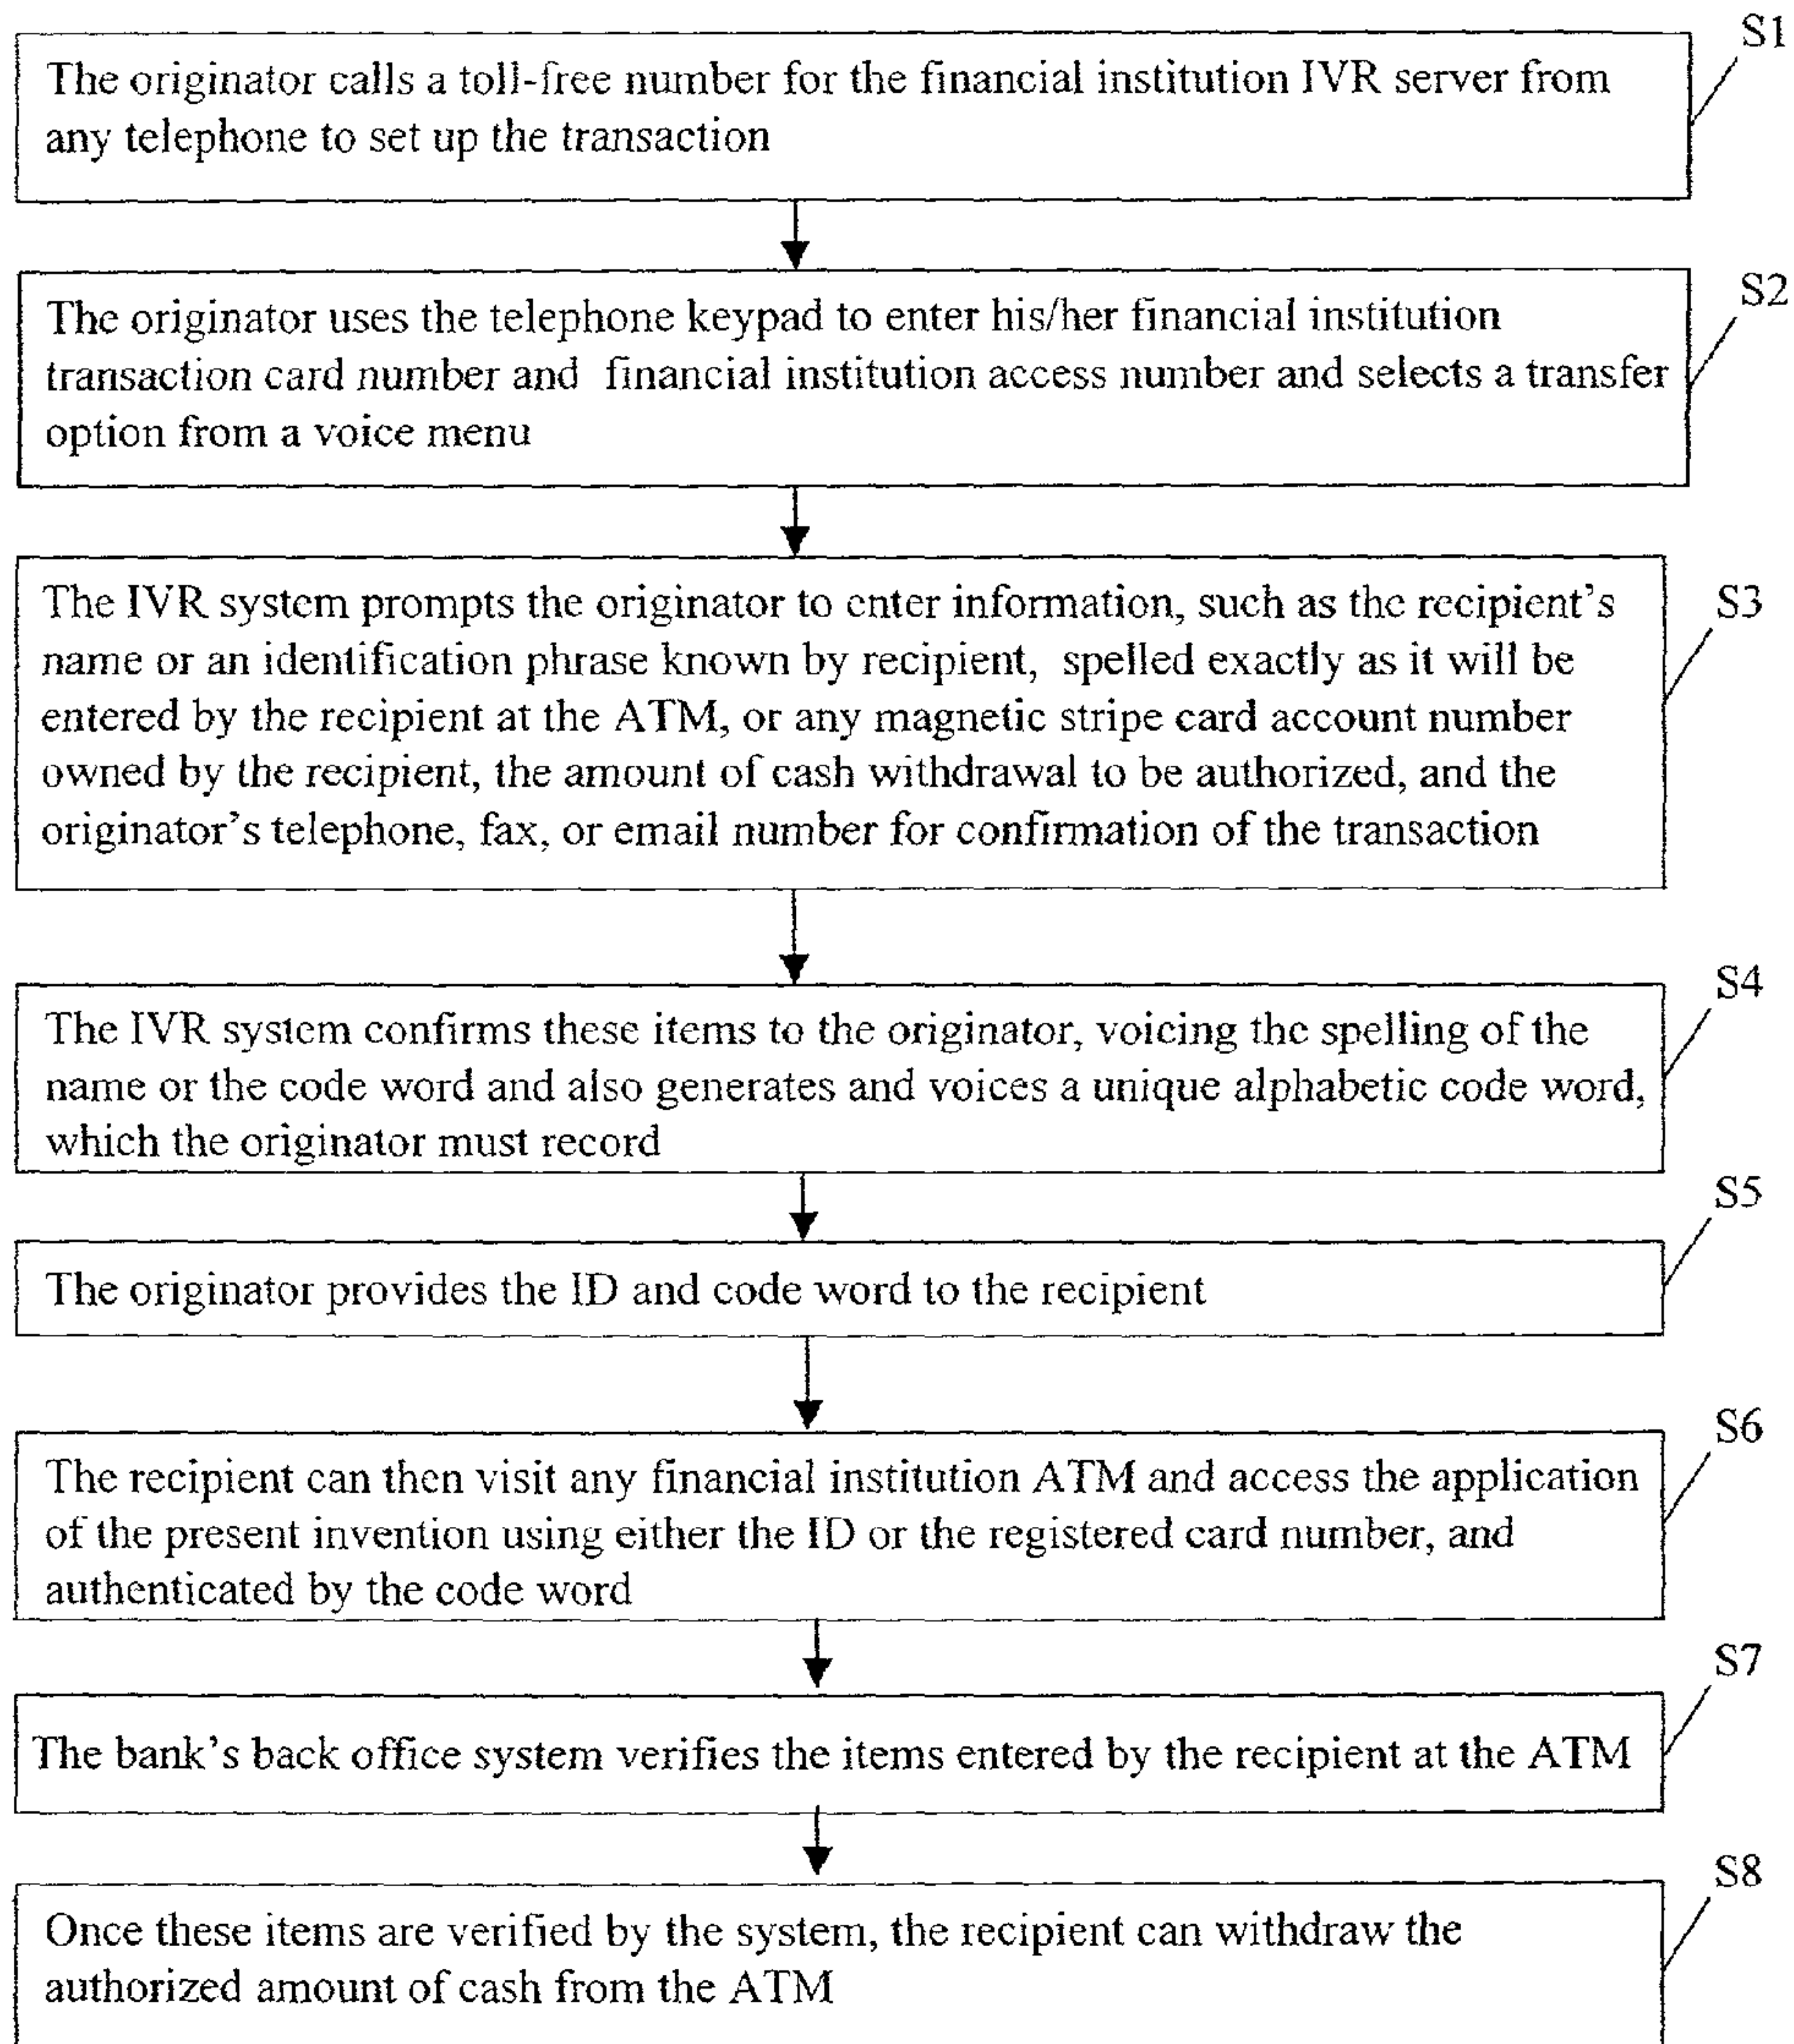 S1
The originator calls a toll-free number for the financial institution IVR server from
any telephone to set up the transaction
S2
The originator uses the telephone keypad to enter his/her financial institution
transaction card number and financial institution access number and selects a transfer
option from a voice menu
S3
The IVR system prompts the originator to enter information, such as the recipient's
name or an identification phrase known by recipient, spelled exactly as it will be
entered by the recipient at the ATM, or any magnetic stripe card account number
owned by the recipient, the amount of cash withdrawal to be authorized, and the
originator's telephone, fax, or email number for confirmation of the transaction
S4
The IVR system confirms these items to the originator, voicing the spelling of the
name or the code word and also generates and voices a unique alphabetic code word,
which the originator must record
S5
The originator provides the ID and code word to the recipient
S6
The recipient can then visit any financial institution ATM and access the application
of the present invention using either the ID or the registered card number, and
authenticated by the code word
S7
The bank's back office system verifies the items entered by the recipient at the ATM
S8
Once these items are verified by the system, the recipient can withdraw the
authorized amount of cash from the ATM